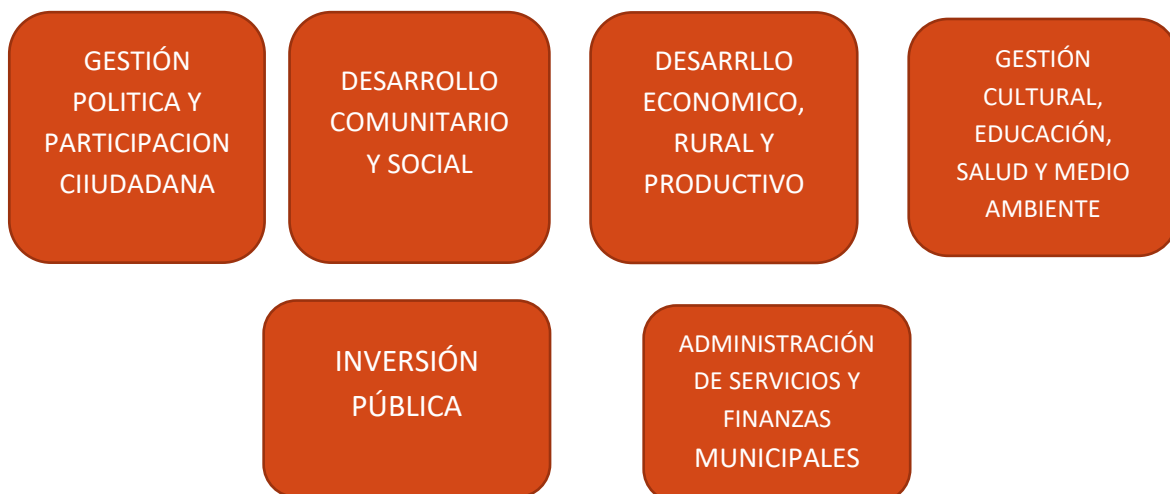 GESTIÓN
POLITICA Y
PARTICIPACION
CIIUDADANA
DESARROLLO
COMUNITARIO
Y SOCIAL
DESARRLLO
ECONOMICO,
RURAL Y
PRODUCTIVO
GESTIÓN
CULTURAL,
EDUCACIÓN,
SALUD Y MEDIO
AMBIENTE
INVERSIÓN
PÚBLICA
ADMINISTRACIÓN
DE SERVICIOS Y
FINANZAS
MUNICIPALES